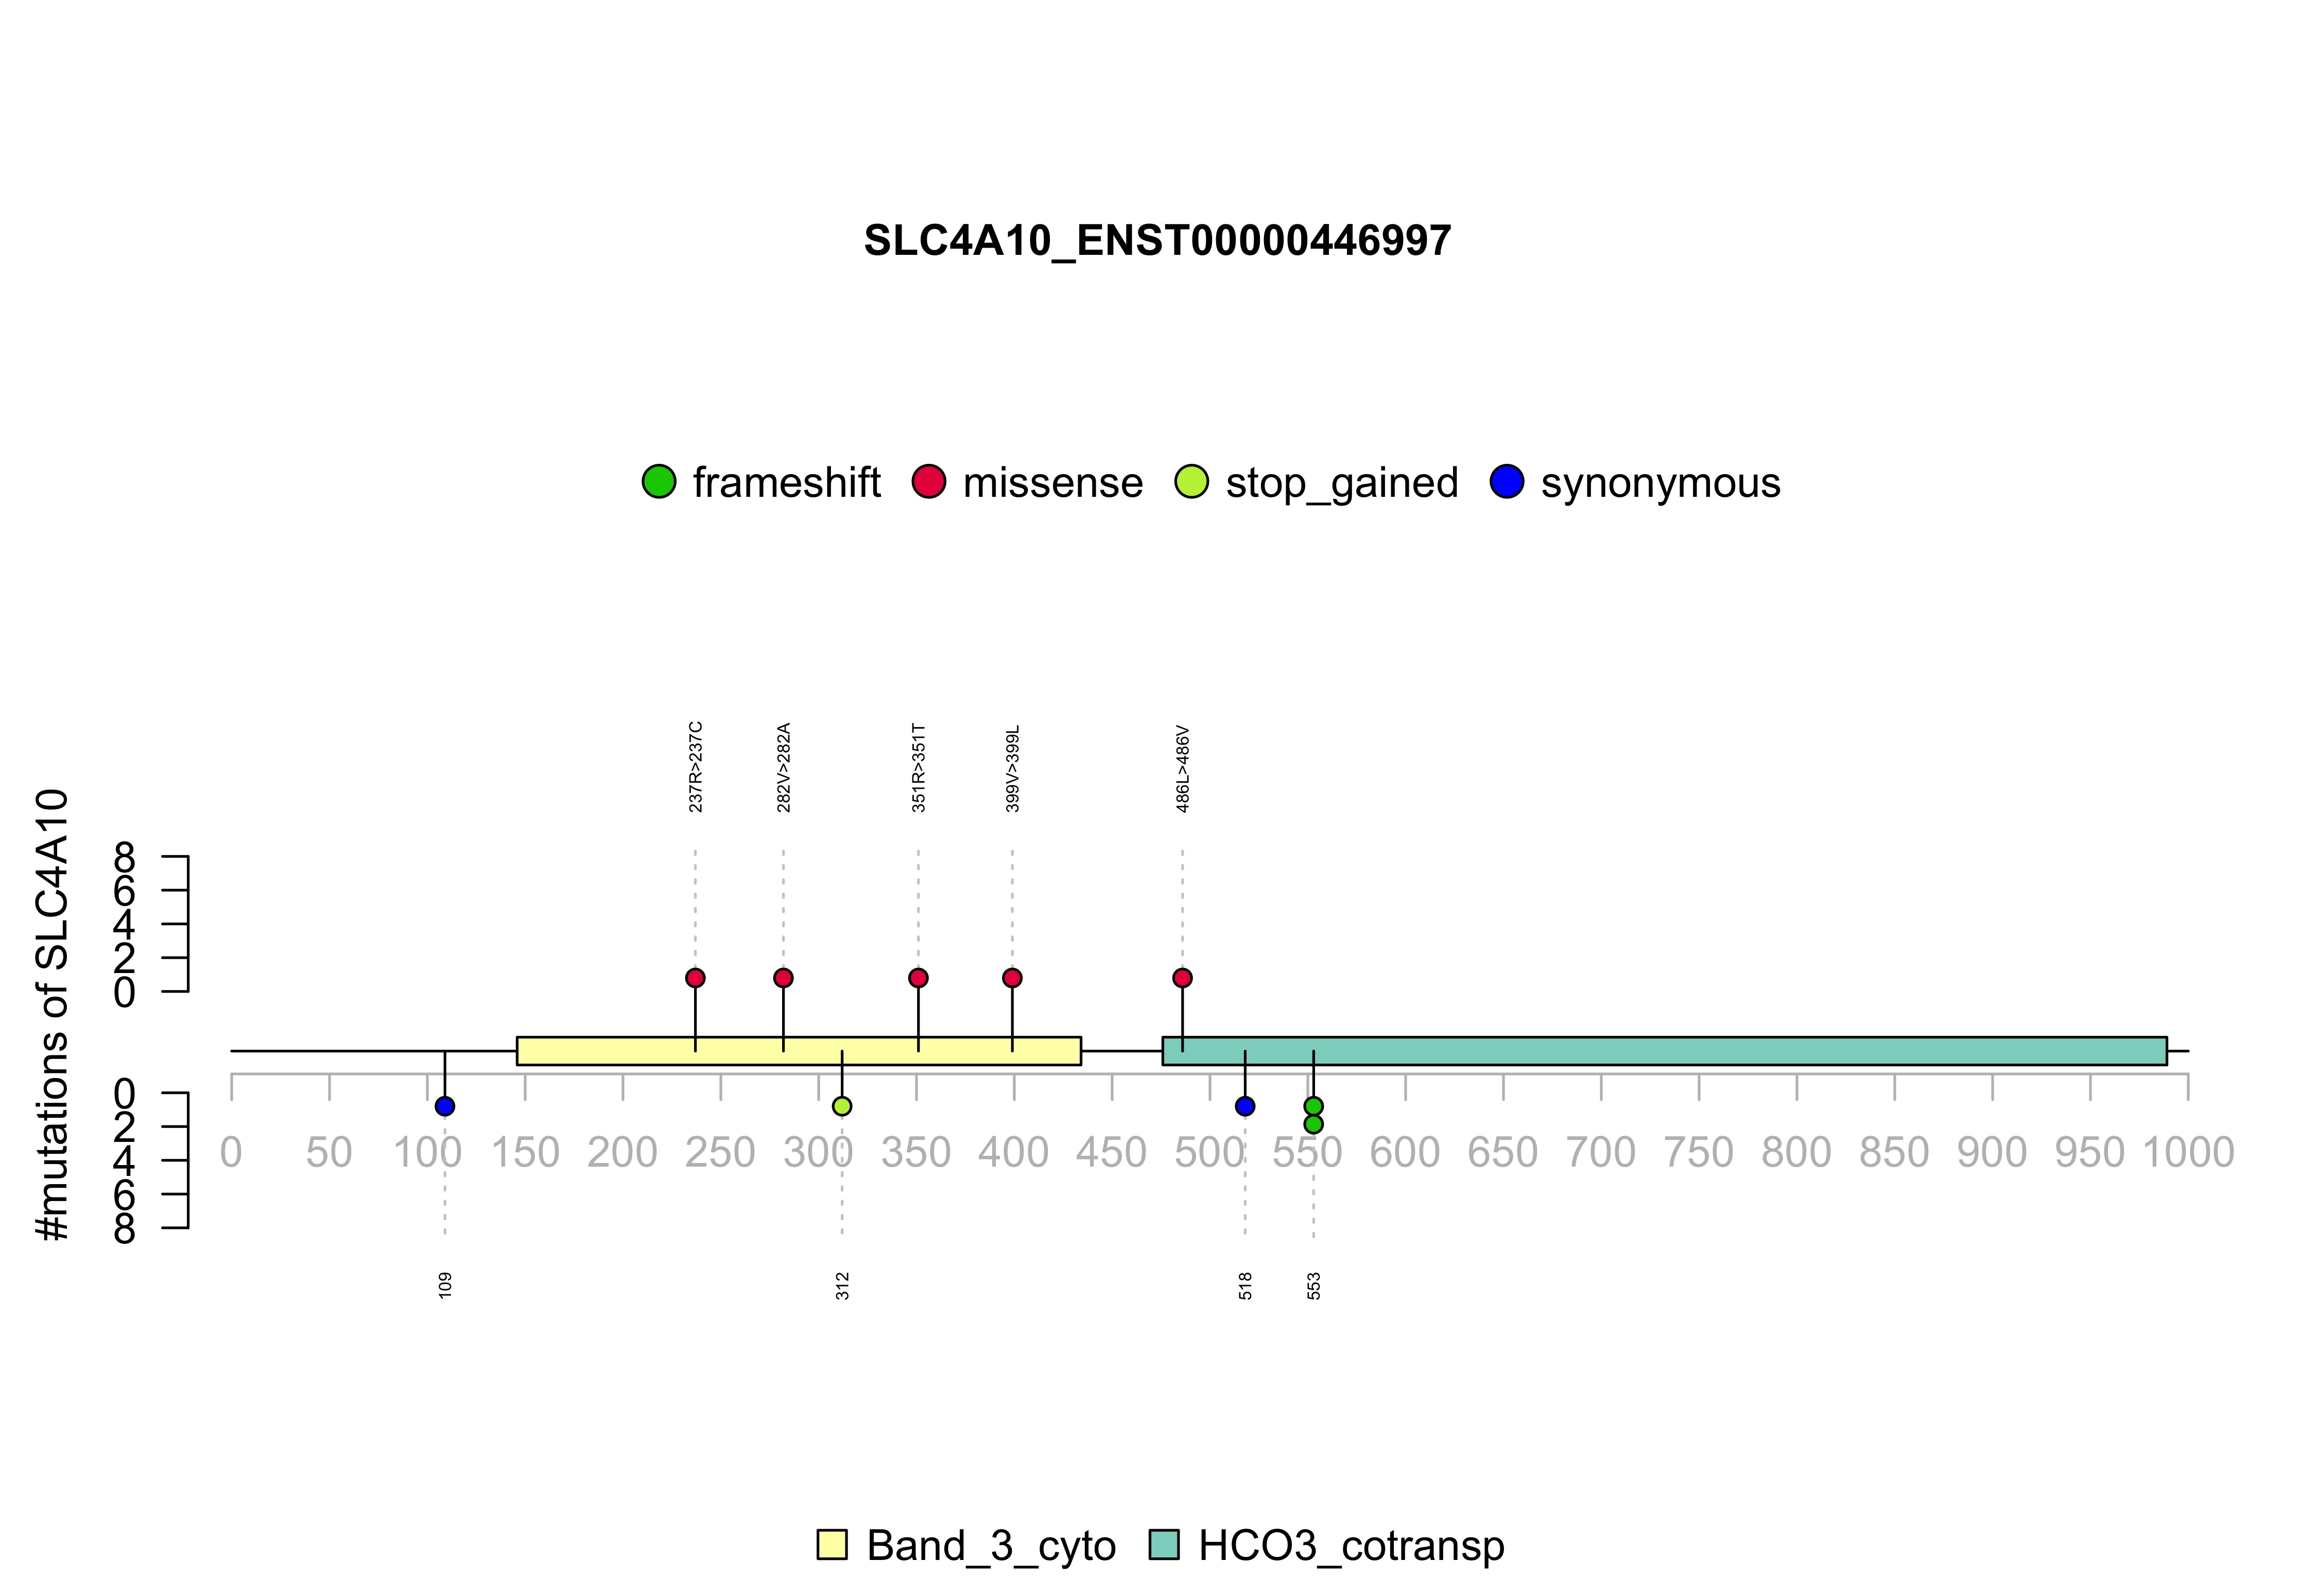 SLC4A10_ENST00000446997
frameshift missense stop_gained synonymous
237R>237C
282V>282A
351R>351T
399V>399L
486L>486V
#mutations of SLC4A10
8
6
4
2
0
0
2
4
6
8
0 50 100 150 200 250 300 350 400 450 500 550 600 650 700 750 800 850 900 950 1000
109
312
518
553
Band_3_cyto HCO3_cotransp